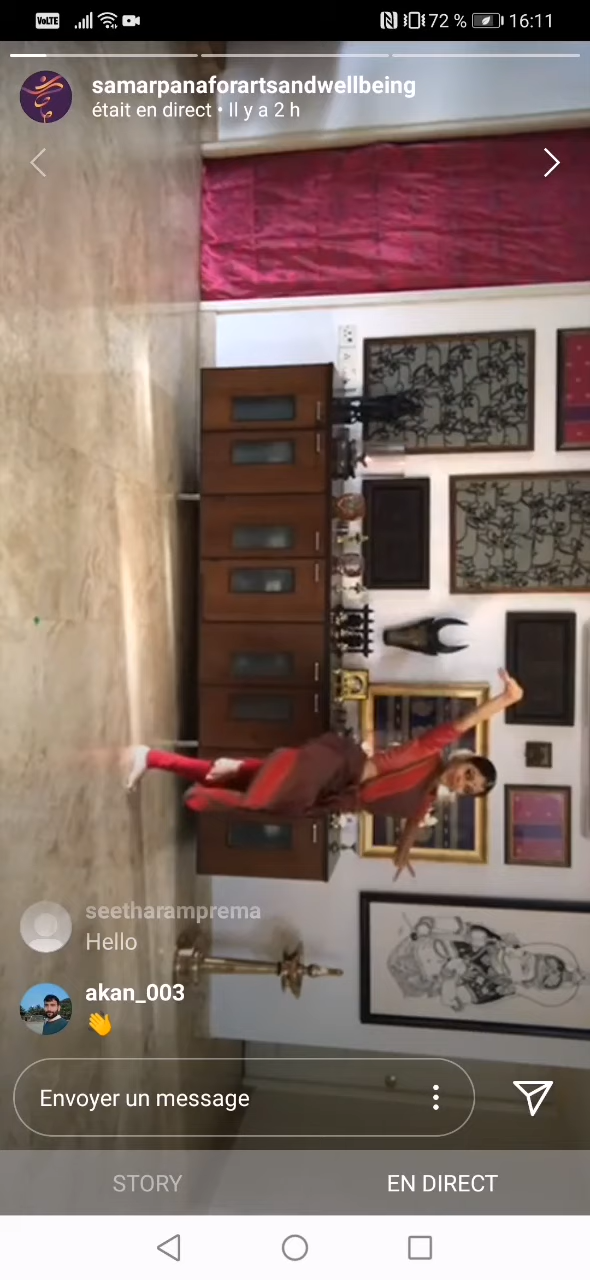 VoLTE 72 % 16:11
samarpanaforartsandwellbeing
était en direct • Il y a 2 h
seetharamprema
Hello
akan_003
👋
Envoyer un message
STORY EN DIRECT